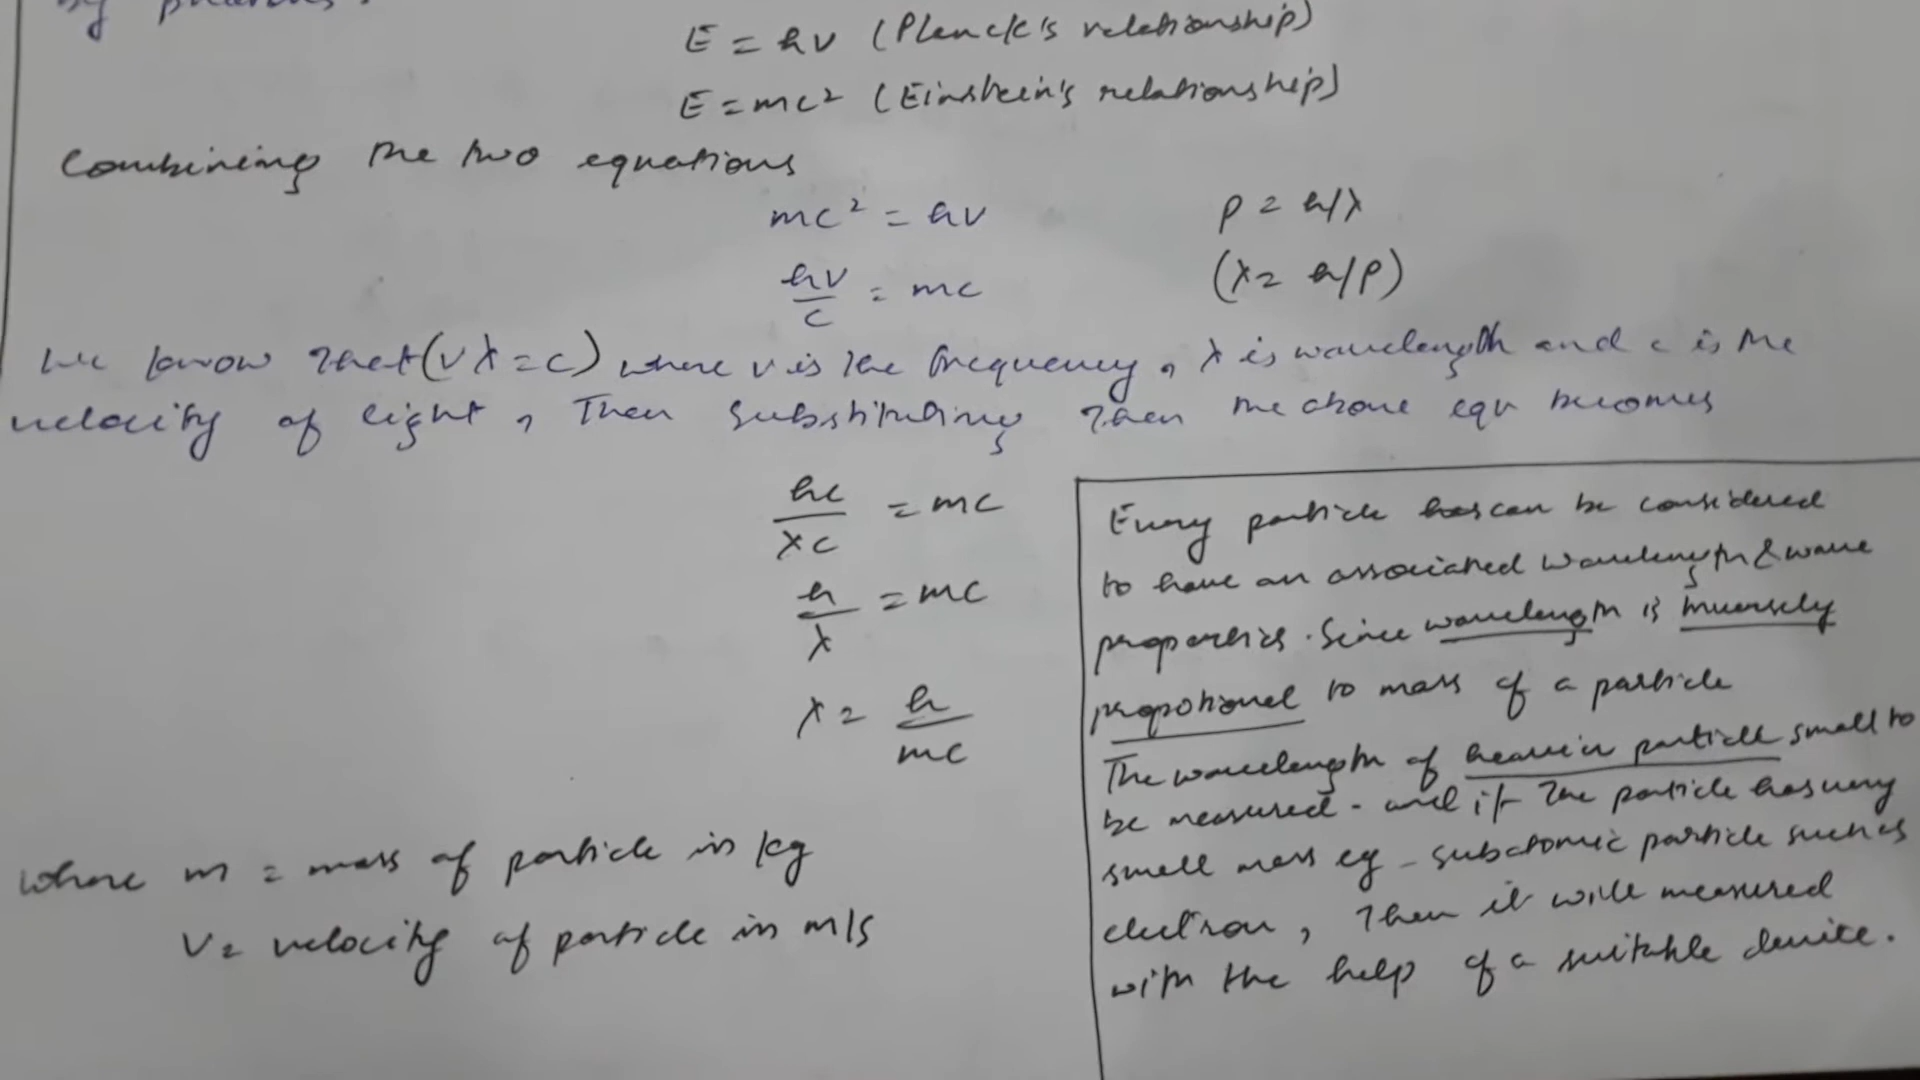 by
E = hν (Planck's relationship)
E = mc² (Einstein's relationship)
Combining the two equations
mc² = hν
hν/c = mc
p = h/λ
(λ = h/p)
We know that (νλ = c) where ν is the frequency, λ is wavelength and c is the
velocity of light, Then substituting then the above eqn becomes
hc/λc = mc
h/λ = mc
λ = h/mc
where m = mass of particle in kg
V = velocity of particle in m/s
Every particle has can be considered
to have an associated wavelength & wave
properties. Since wavelength is inversely
propotional to mass of a particle
The wavelength of heavier particle small to
be measured - and if the particle has very
small mass eg - subatomic particle such as
electron, Then it will measured
with the help of a suitable device.